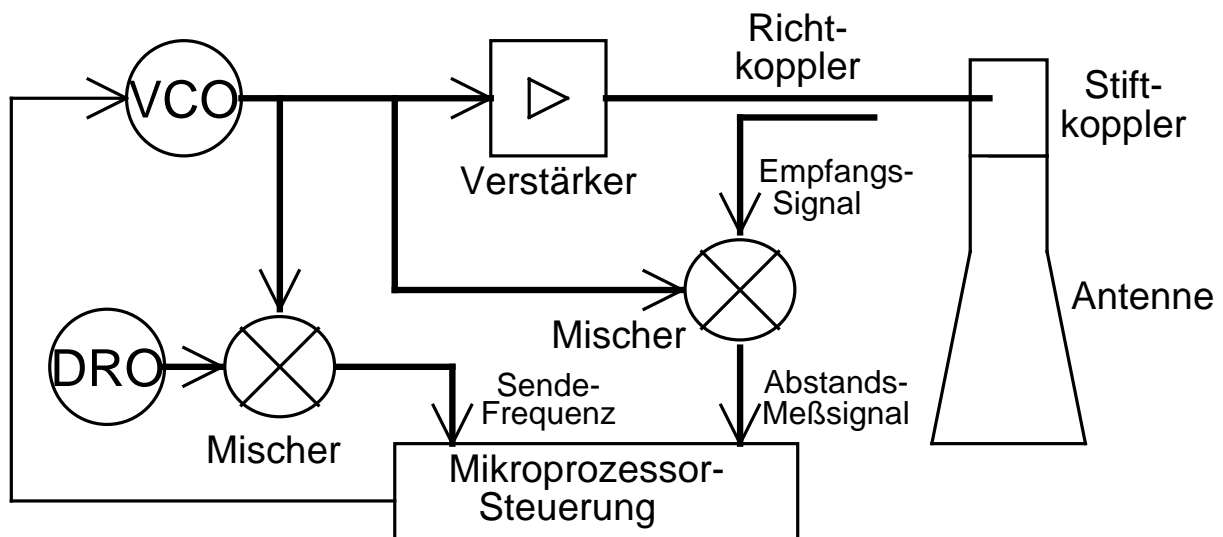 VCO
Richt-
koppler
Stift-
koppler
Verstärker
Empfangs-
Signal
Antenne
Mischer
DRO
Mischer
Sende-
Frequenz
Abstands-
Meßsignal
Mikroprozessor-
Steuerung